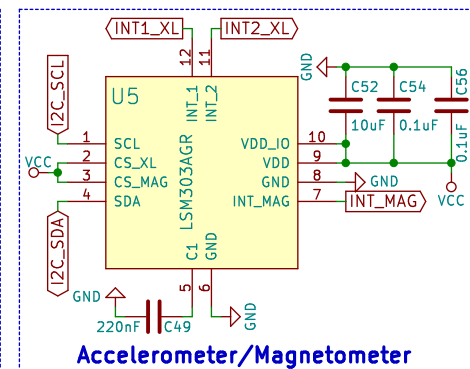 INT1_XL
INT2_XL
12
11
GND
C52
C54
C56
10uF
0.1uF
0.1uF
U5
INT_1
INT_2
I2C_SCL
1
SCL
VDD_IO
10
VCC
2
CS_XL
VDD
9
3
CS_MAG
GND
8
GND
4
SDA
INT_MAG
7
INT_MAG
VCC
LSM303AGR
I2C_SDA
C1
GND
5
6
GND
220nF
C49
GND
Accelerometer/Magnetometer